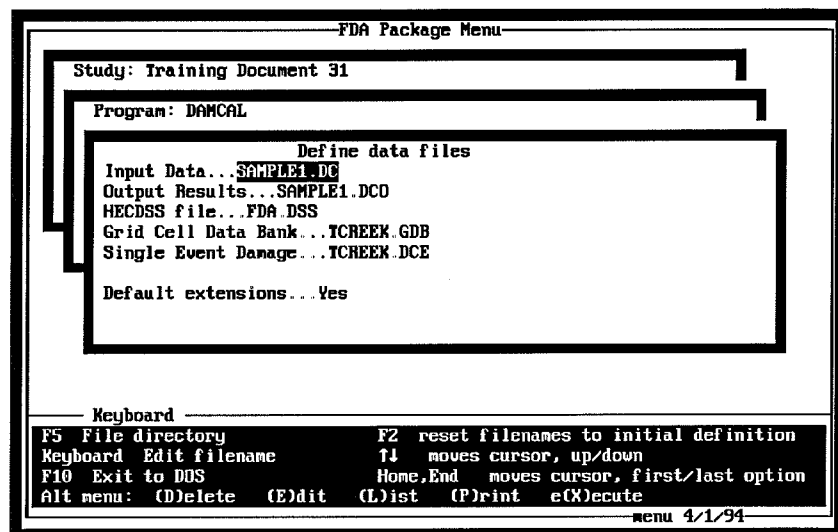 FDA Package Menu
Study: Training Document 31
Program: DAMCAL
Define data files
Input Data...SAMPLE1.DC
Output Results...SAMPLE1.DCO
HECDSS file...FDA.DSS
Grid Cell Data Bank...TCREEK.GDB
Single Event Damage...TCREEK.DCE
Default extensions...Yes
Keyboard
F5 File directory F2 reset filenames to initial definition
Keyboard Edit filename ↑↓ moves cursor, up/down
F10 Exit to DOS Home,End moves cursor, first/last option
Alt menu: (D)elete (E)dit (L)ist (P)rint e(X)ecute
menu 4/1/94